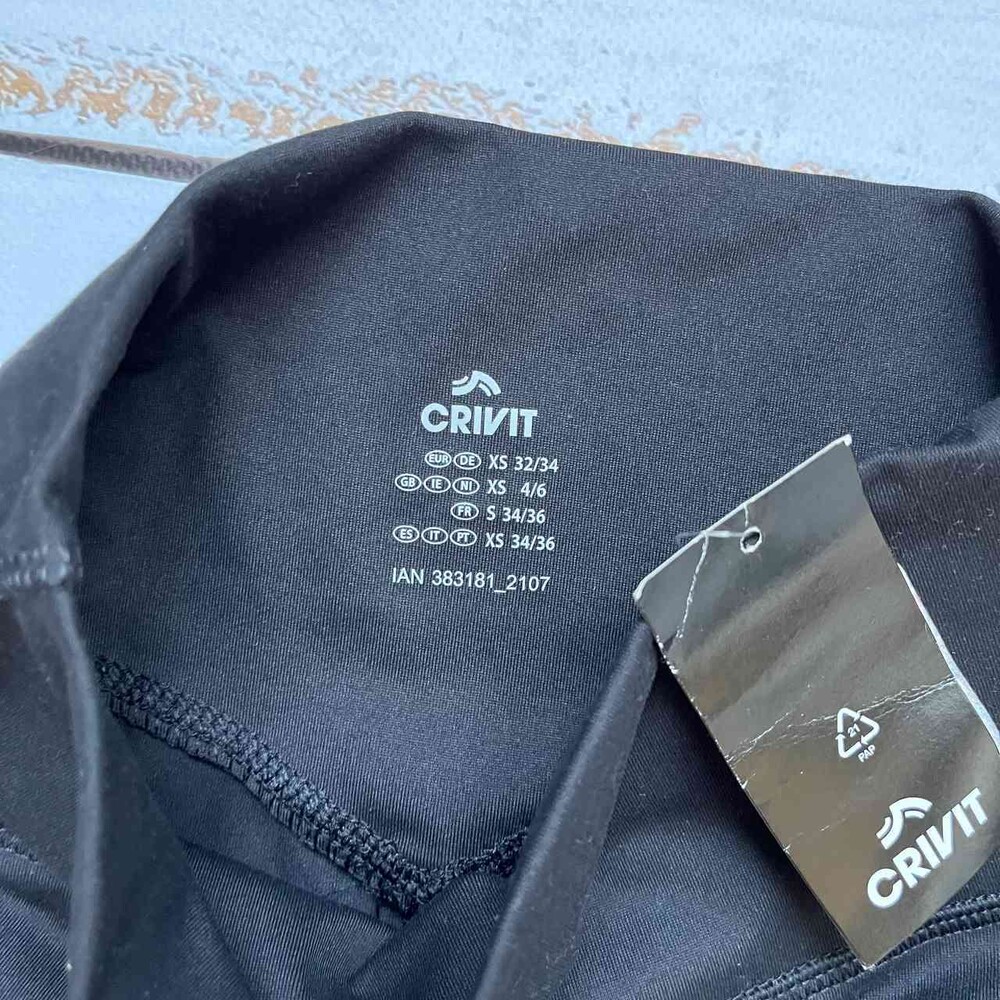 CRIVIT
EUR DE XS 32/34
GB IE NI XS 4/6
FR S 34/36
ES IT PT XS 34/36
IAN 383181_2107
21
PAP
CRIVIT